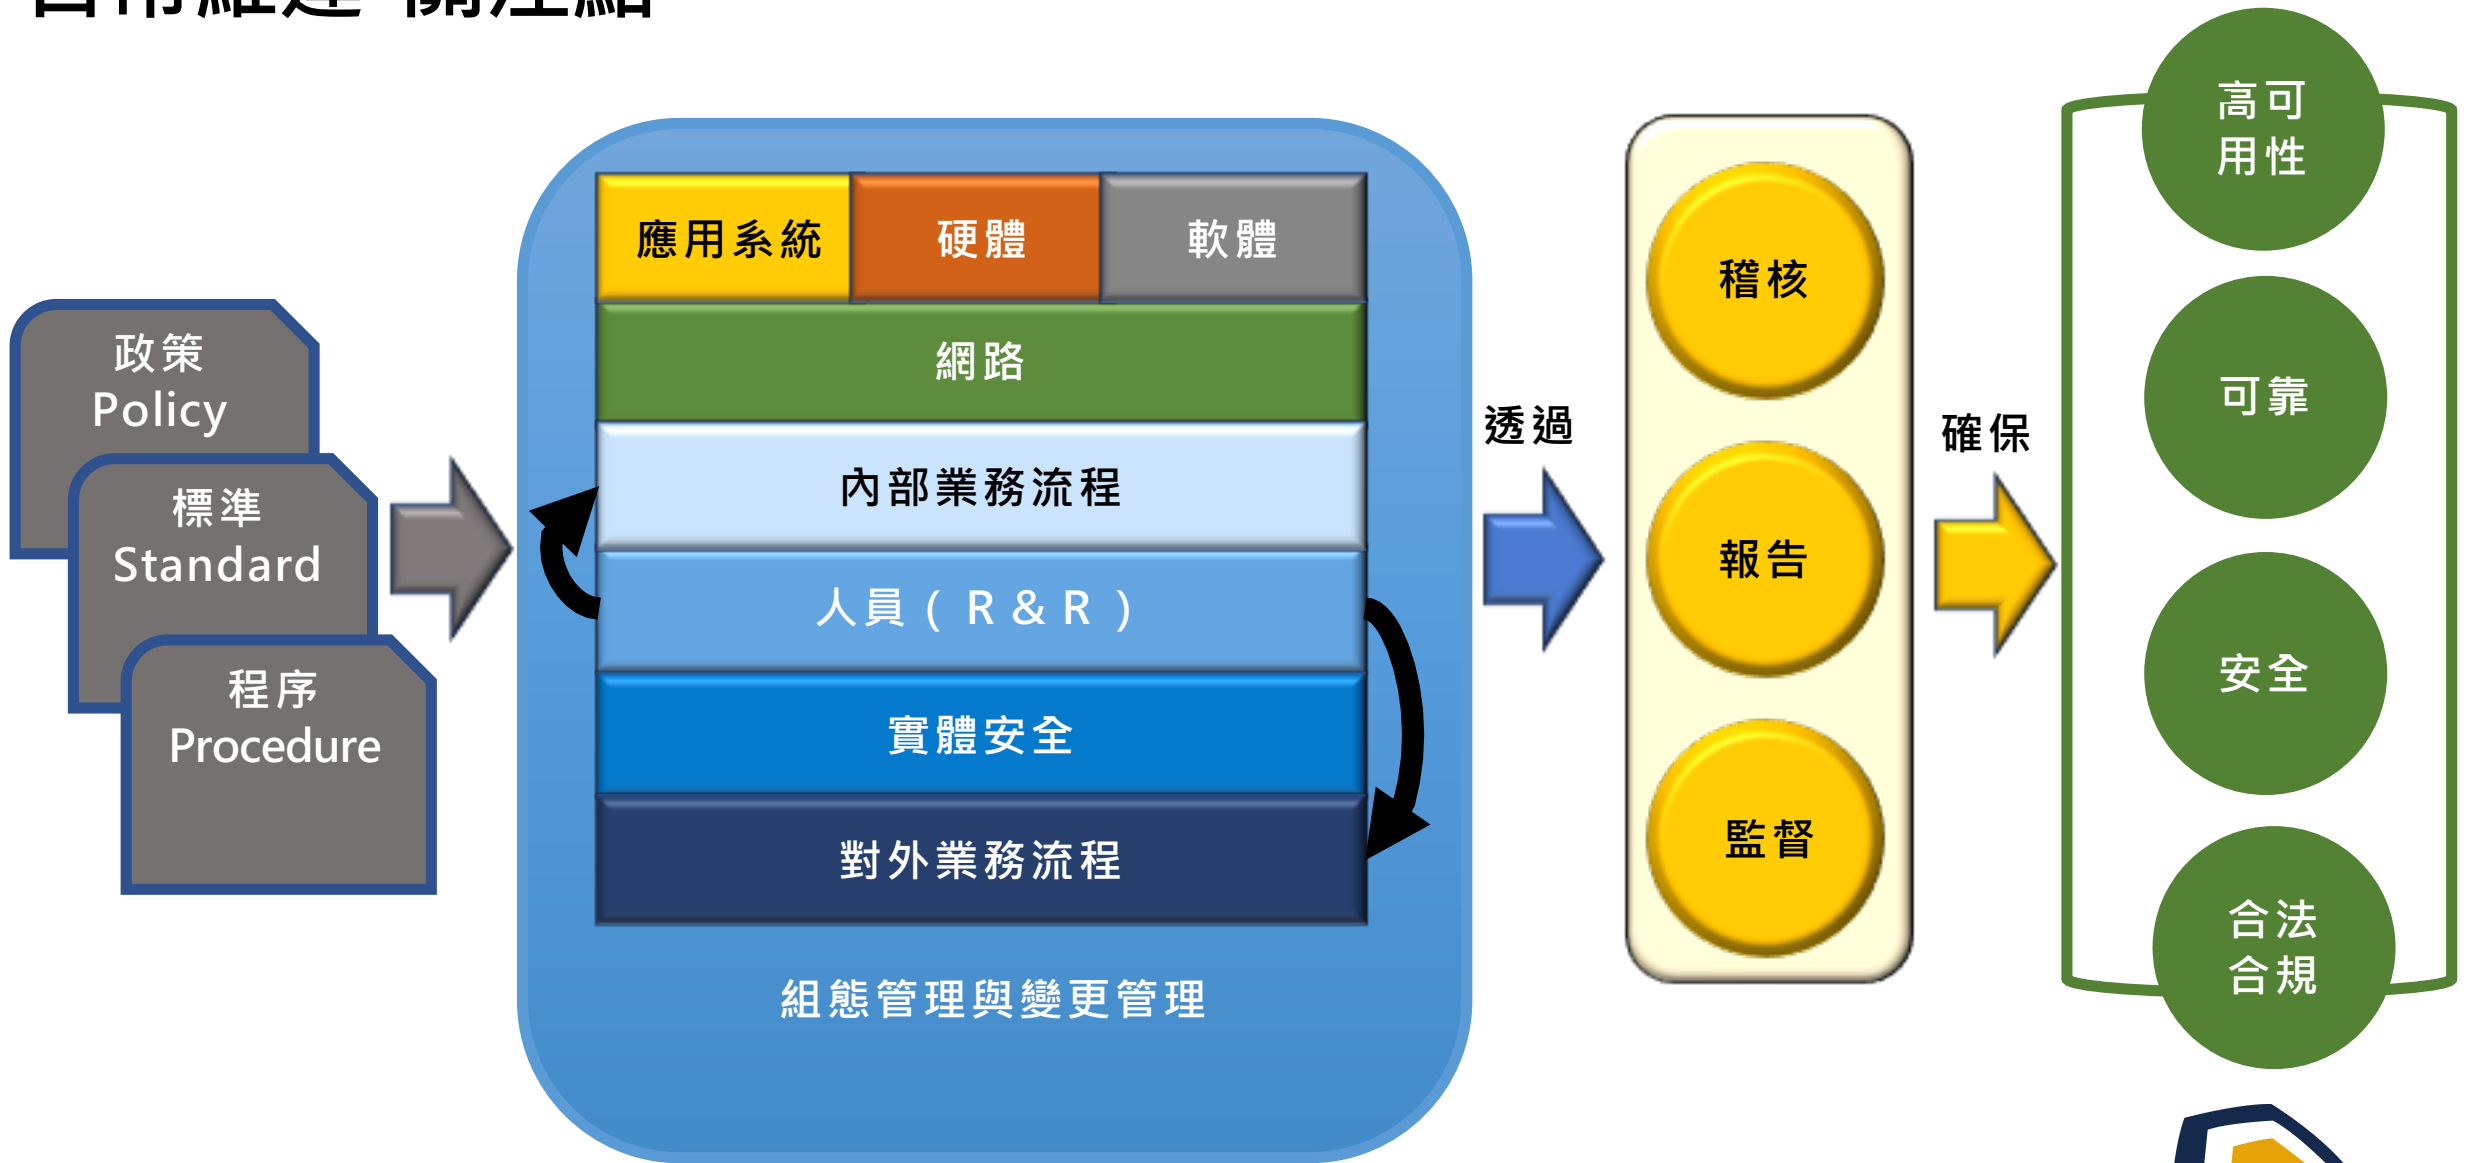 政策
Policy
標準
Standard
程序
Procedure
應用系統
硬體
軟體
網路
內部業務流程
人員(R&R)
實體安全
對外業務流程
組態管理與變更管理
透過
稽核
報告
監督
確保
高可
用性
可靠
安全
合法
合規